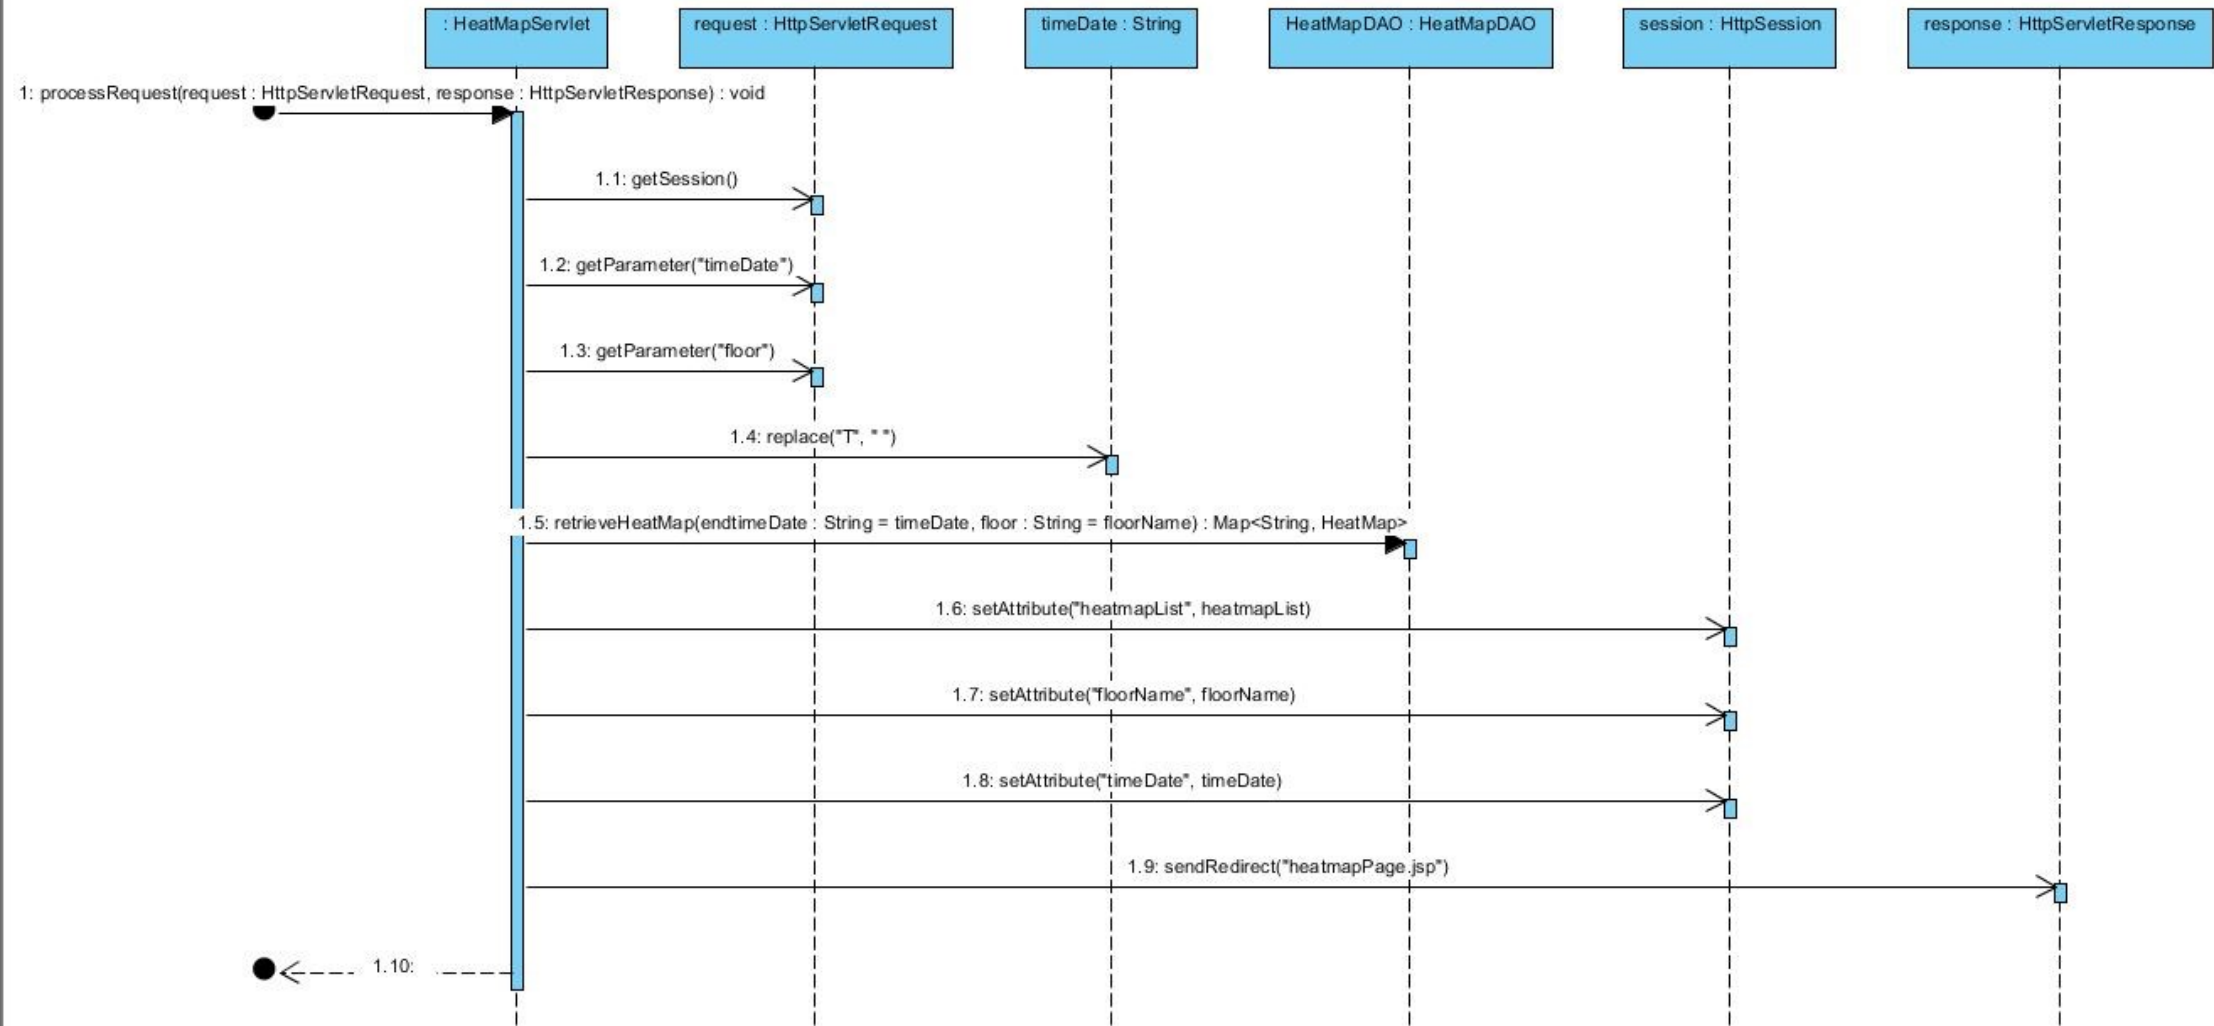 : HeatMapServlet
request : HttpServletRequest
timeDate : String
HeatMapDAO : HeatMapDAO
session : HttpSession
response : HttpServletResponse
1: processRequest(request : HttpServletRequest, response : HttpServletResponse) : void
1.1: getSession()
1.2: getParameter("timeDate")
1.3: getParameter("floor")
1.4: replace("T", " ")
1.5: retrieveHeatMap(endtimeDate : String = timeDate, floor : String = floorName) : Map<String, HeatMap>
1.6: setAttribute("heatmapList", heatmapList)
1.7: setAttribute("floorName", floorName)
1.8: setAttribute("timeDate", timeDate)
1.9: sendRedirect("heatmapPage.jsp")
1.10: